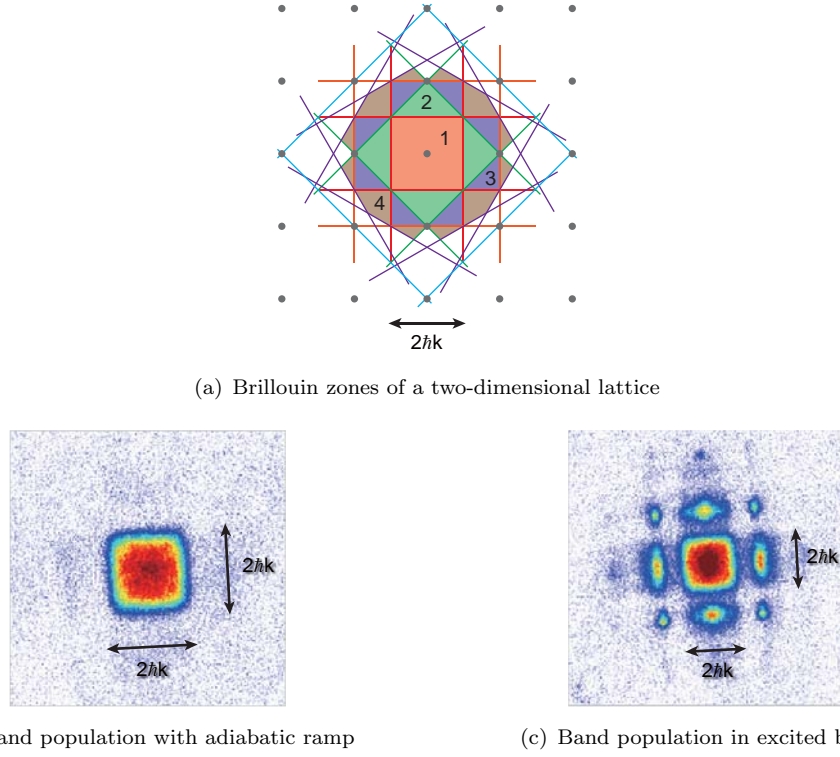 2
1
3
4
2ħk
(a) Brillouin zones of a two-dimensional lattice
2ħk
2ħk
2ħk
2ħk
and population with adiabatic ramp
(c) Band population in excited b